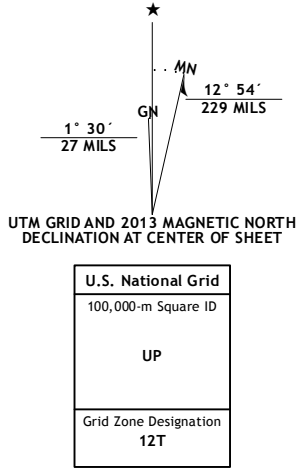 ★
MN
GN
12° 54´
229 MILS
1° 30´
27 MILS
UTM GRID AND 2013 MAGNETIC NORTH
DECLINATION AT CENTER OF SHEET
U.S. National Grid
100,000-m Square ID
UP
Grid Zone Designation
12T